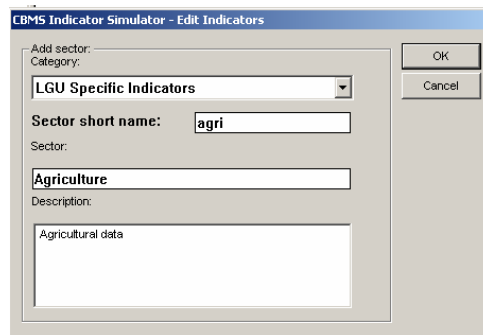 CBMS Indicator Simulator - Edit Indicators
Add sector:
Category:
OK
LGU Specific Indicators
Cancel
Sector short name: agri
Sector:
Agriculture
Description:
Agricultural data